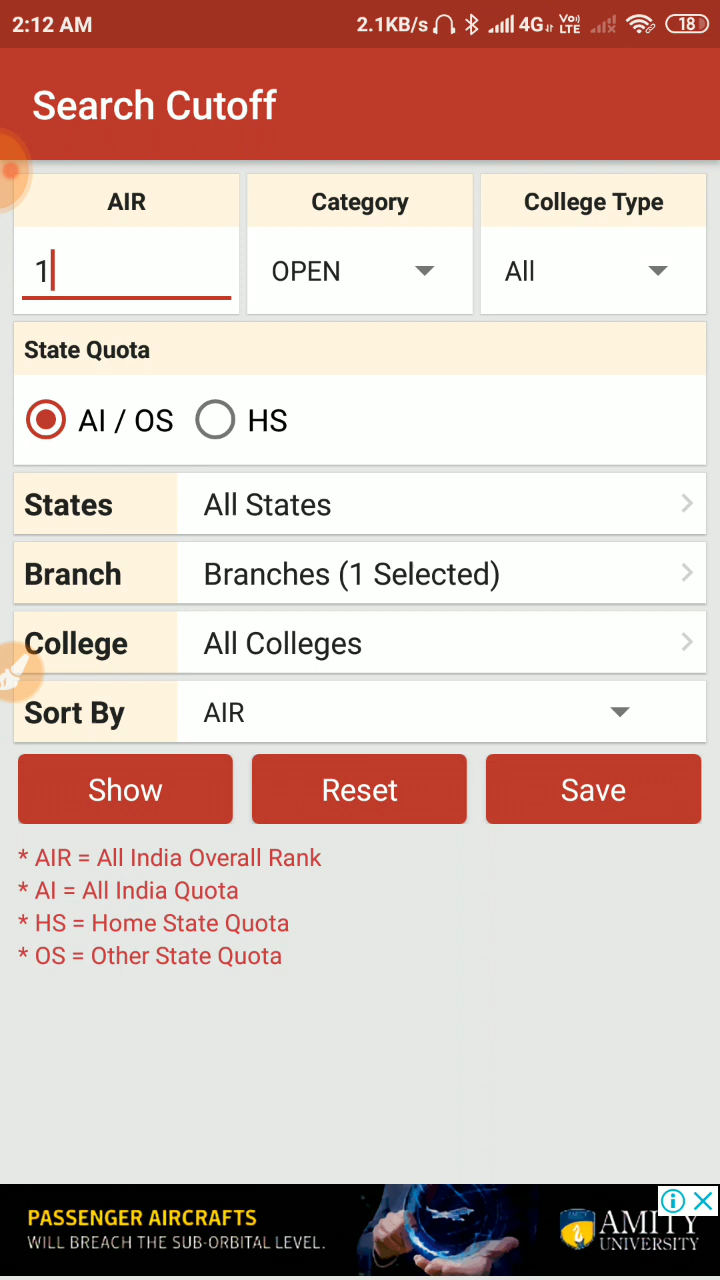 2:12 AM 2.1KB/s 4G Vo) LTE 18
Search Cutoff
AIR Category College Type
1 OPEN All
State Quota
AI / OS HS
States All States
Branch Branches (1 Selected)
College All Colleges
Sort By AIR
Show Reset Save
* AIR = All India Overall Rank
* AI = All India Quota
* HS = Home State Quota
* OS = Other State Quota
PASSENGER AIRCRAFTS
WILL BREACH THE SUB-ORBITAL LEVEL.
AMITY
UNIVERSITY